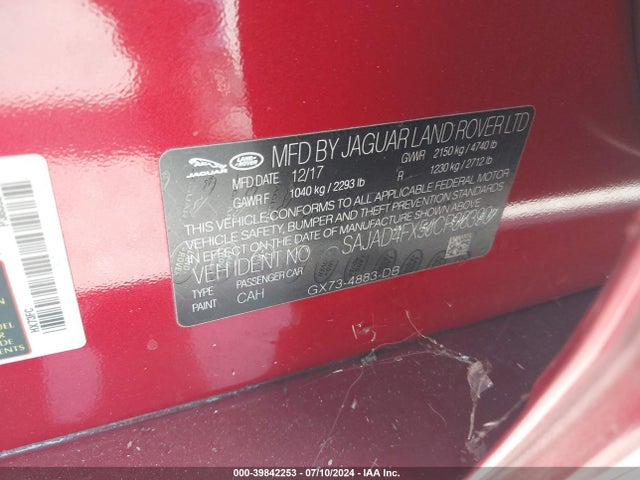 JAGUAR
LAND ROVER
MFD BY JAGUAR LAND ROVER LTD
MFD DATE 12/17 GVWR 2150 kg / 4740 lb
GAWR F 1040 kg / 2293 lb R 1230 kg / 2712 lb
THIS VEHICLE CONFORMS TO ALL APPLICABLE FEDERAL MOTOR
VEHICLE SAFETY, BUMPER AND THEFT PREVENTION STANDARDS
IN EFFECT ON THE DATE OF MANUFACTURE SHOWN ABOVE.
VEH IDENT NO
TYPE PASSENGER CAR
PAINT CAH GX73-4883-DB
000-39842253 / 07/10/2024 / IAA Inc.